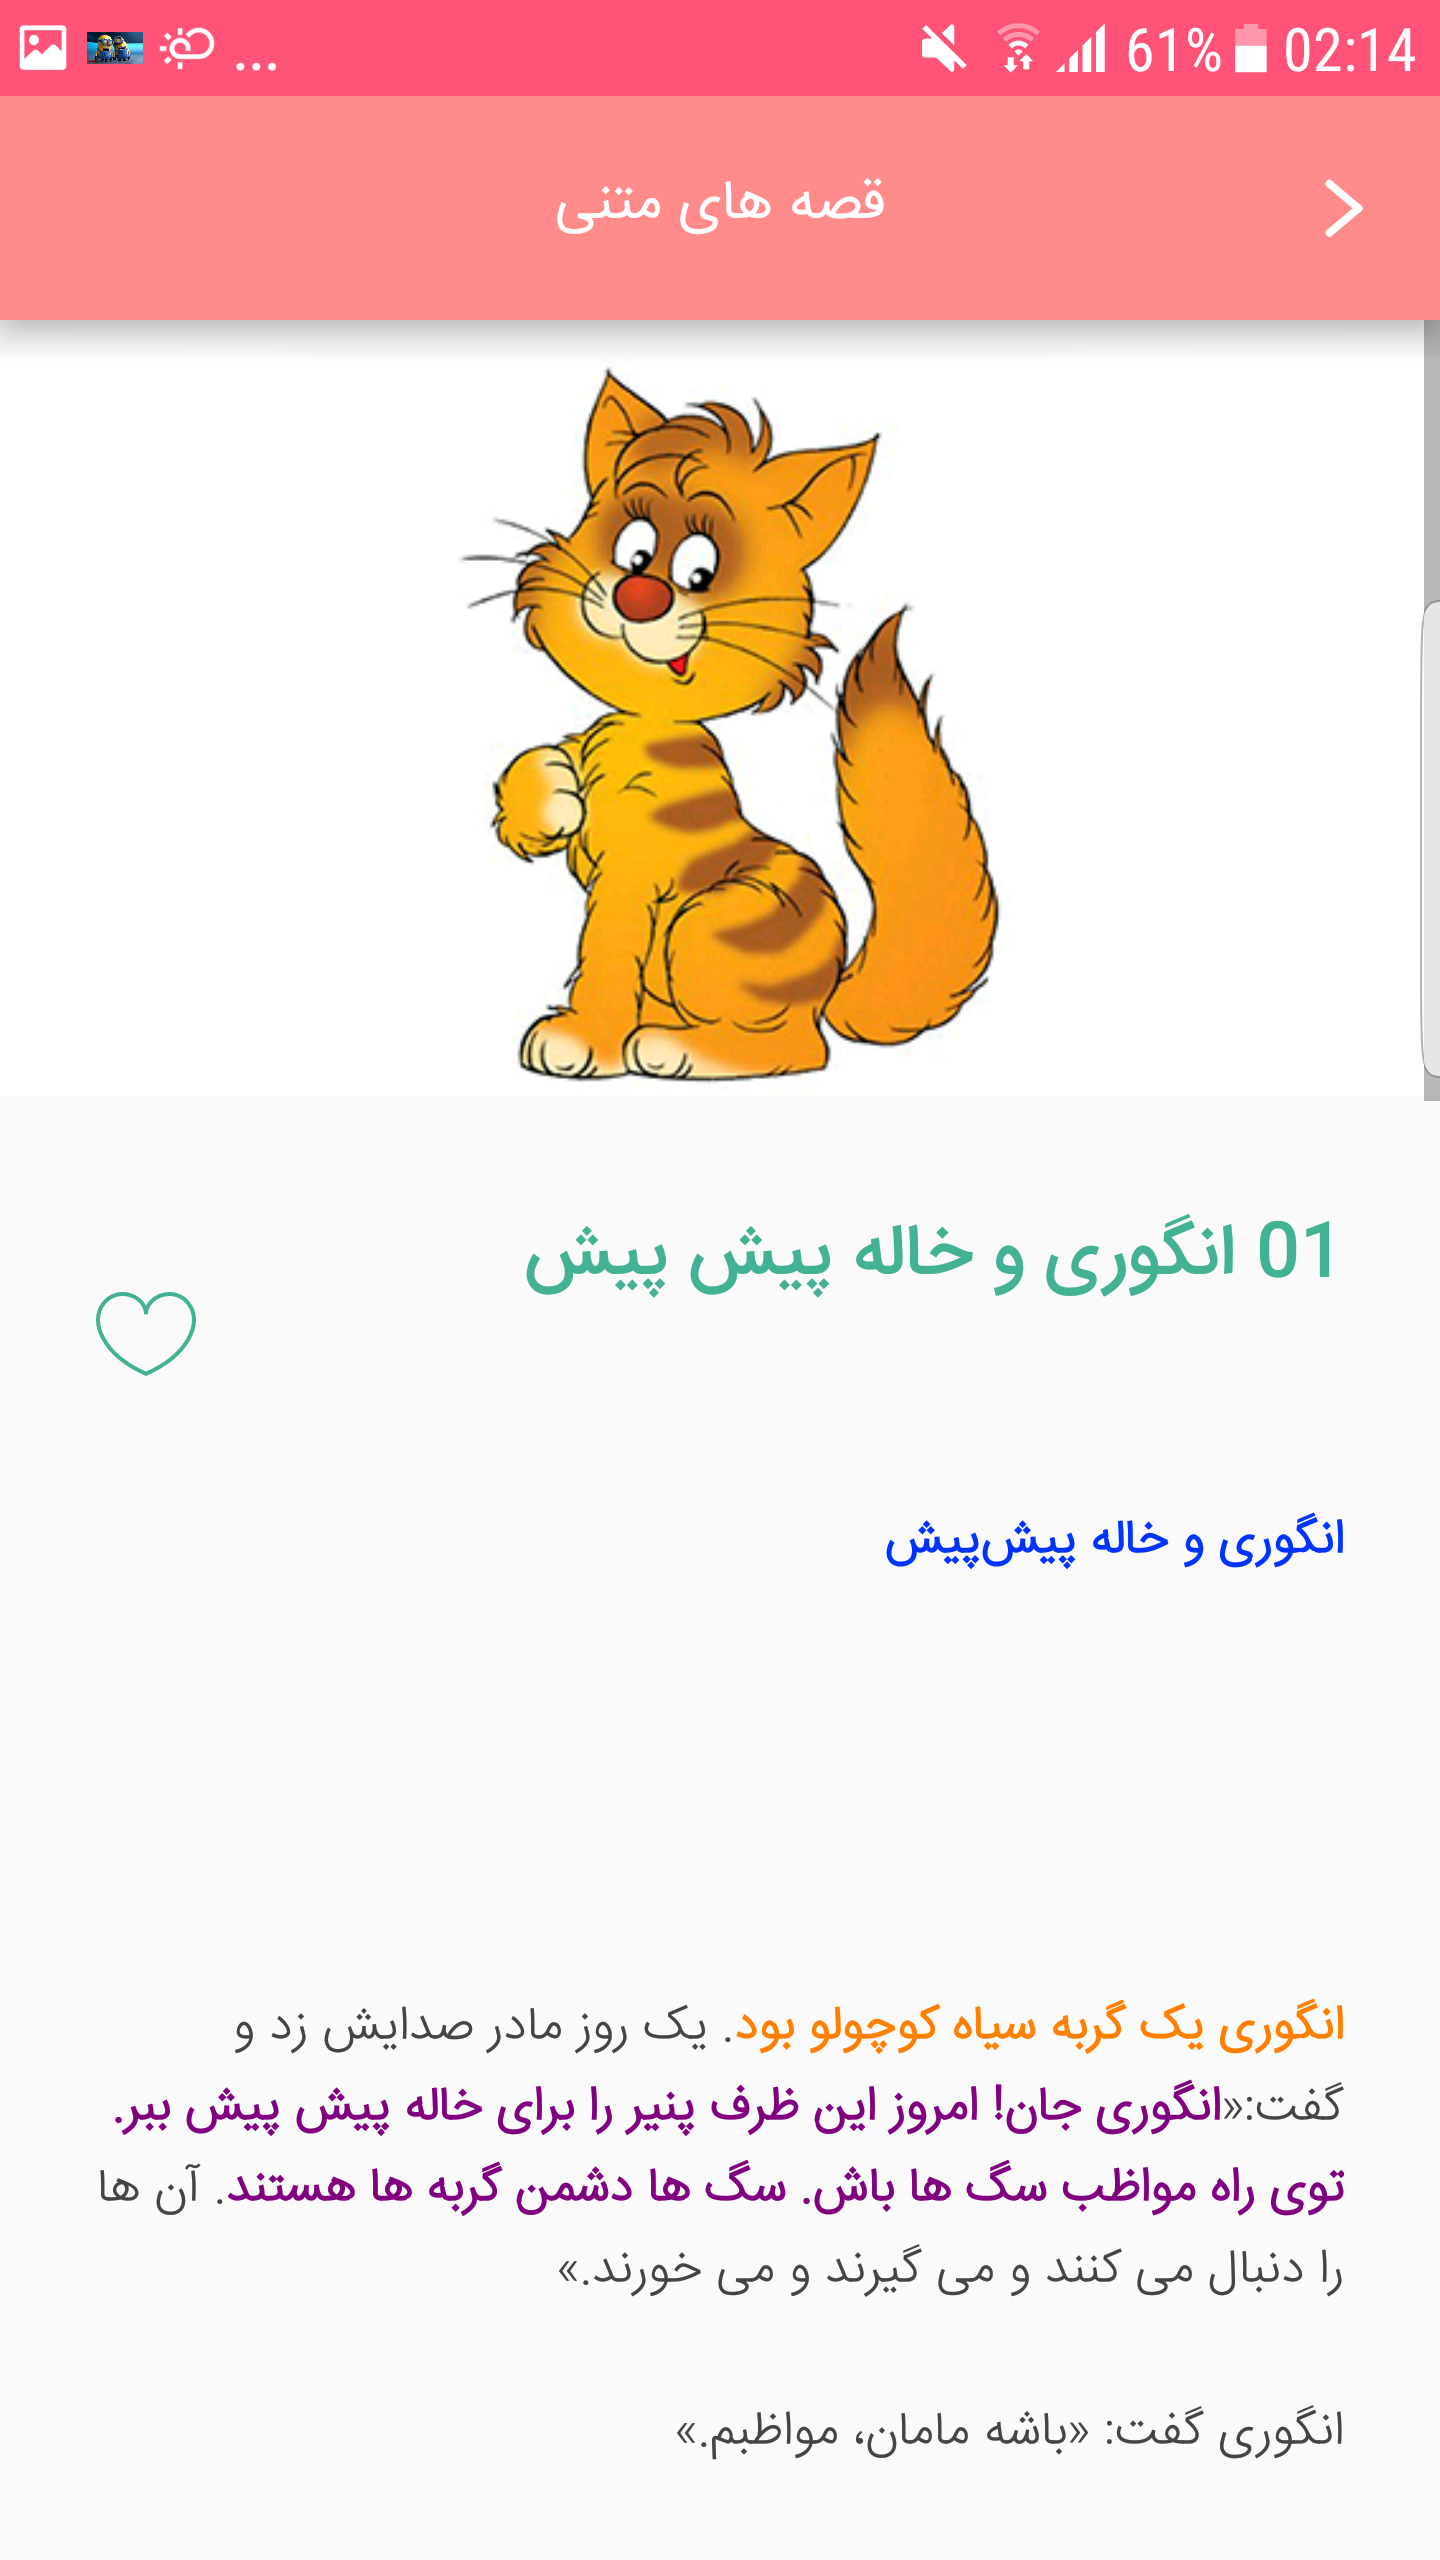 ... 61% 02:14
قصه های متنی
01 انگوری و خاله پیش پیش
انگوری و خاله پیش‌پیش
انگوری یک گربه سیاه کوچولو بود. یک روز مادر صدایش زد و
گفت:«انگوری جان! امروز این ظرف پنیر را برای خاله پیش پیش ببر.
توی راه مواظب سگ ها باش. سگ ها دشمن گربه ها هستند. آن ها
را دنبال می کنند و می گیرند و می خورند.»
انگوری گفت: «باشه مامان، مواظبم.»